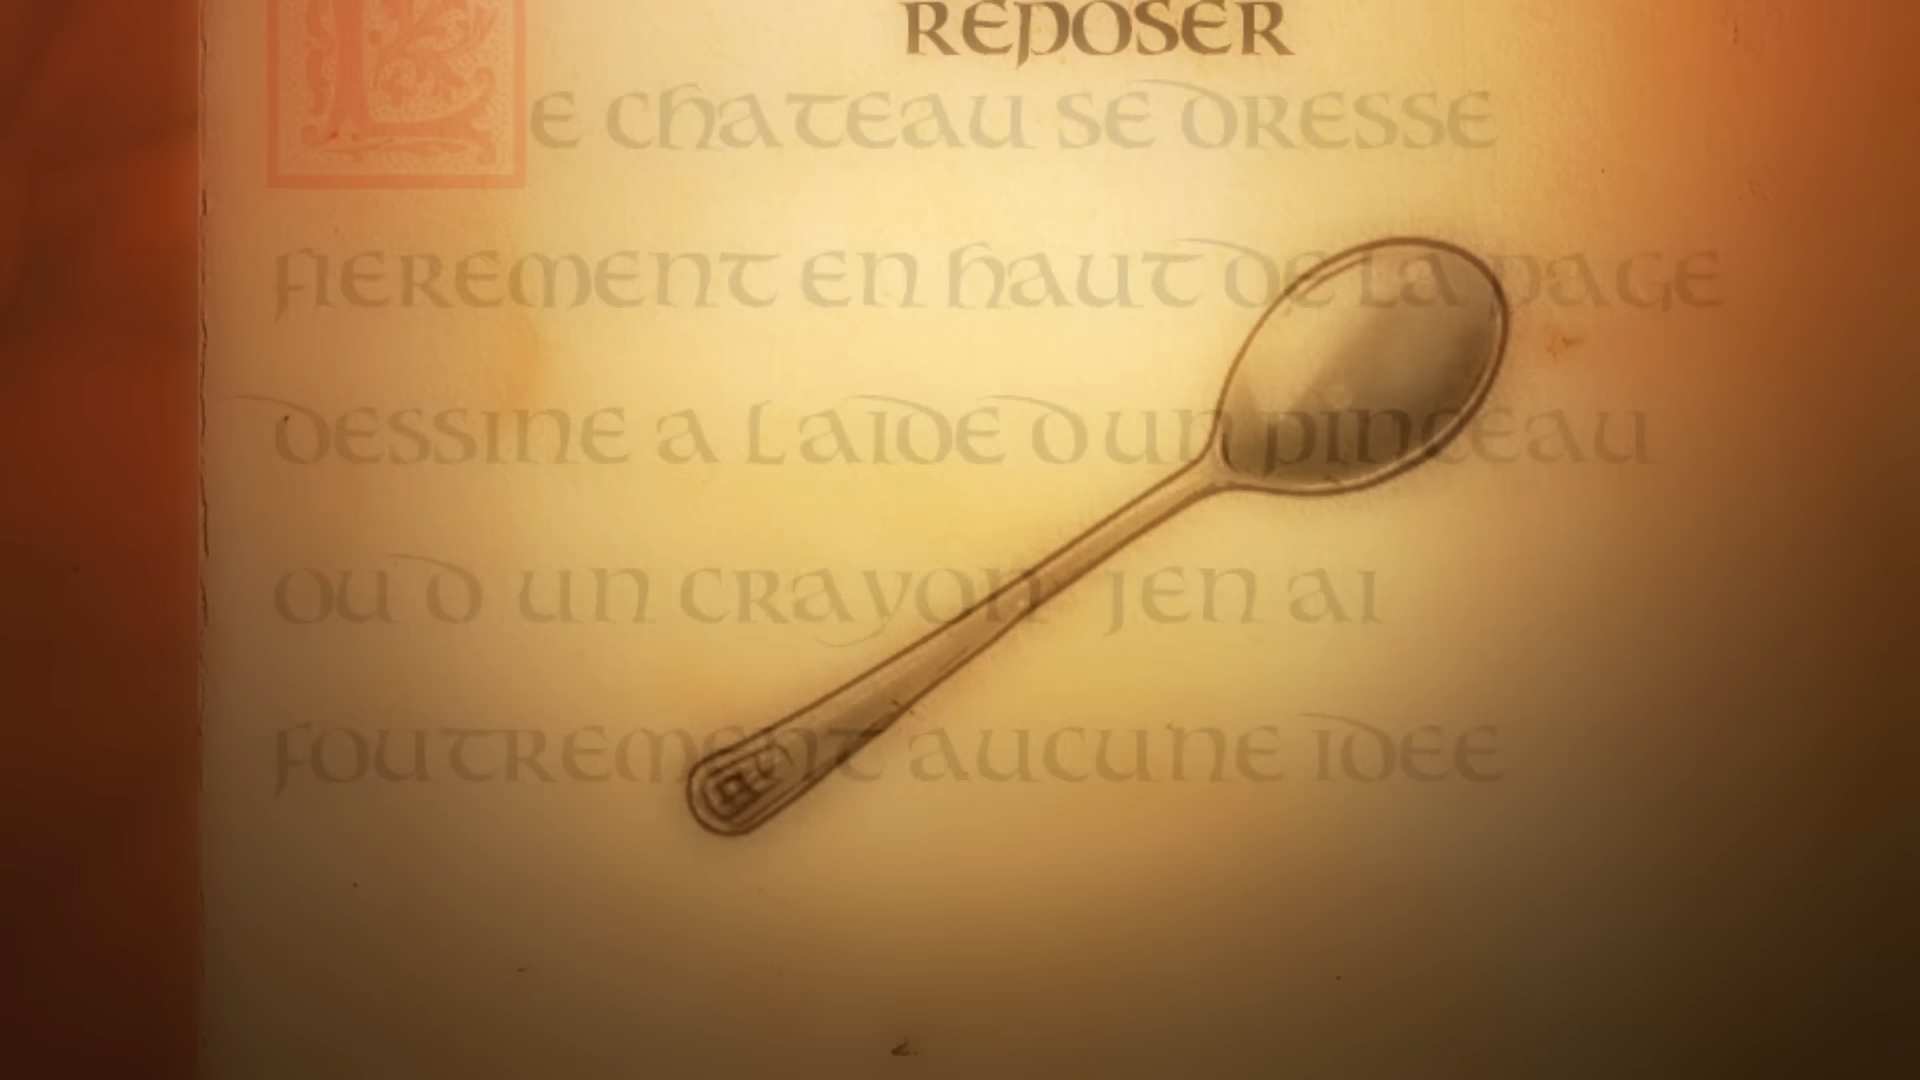 REPOSER
LE CHATEAU SE DRESSE
FIEREMENT EN HAUT DE LA PAGE
DESSINE A LAIDE DUN PINCEAU
OU D UN CRAYON JEN AI
FOUTREMENT AUCUNE IDEE